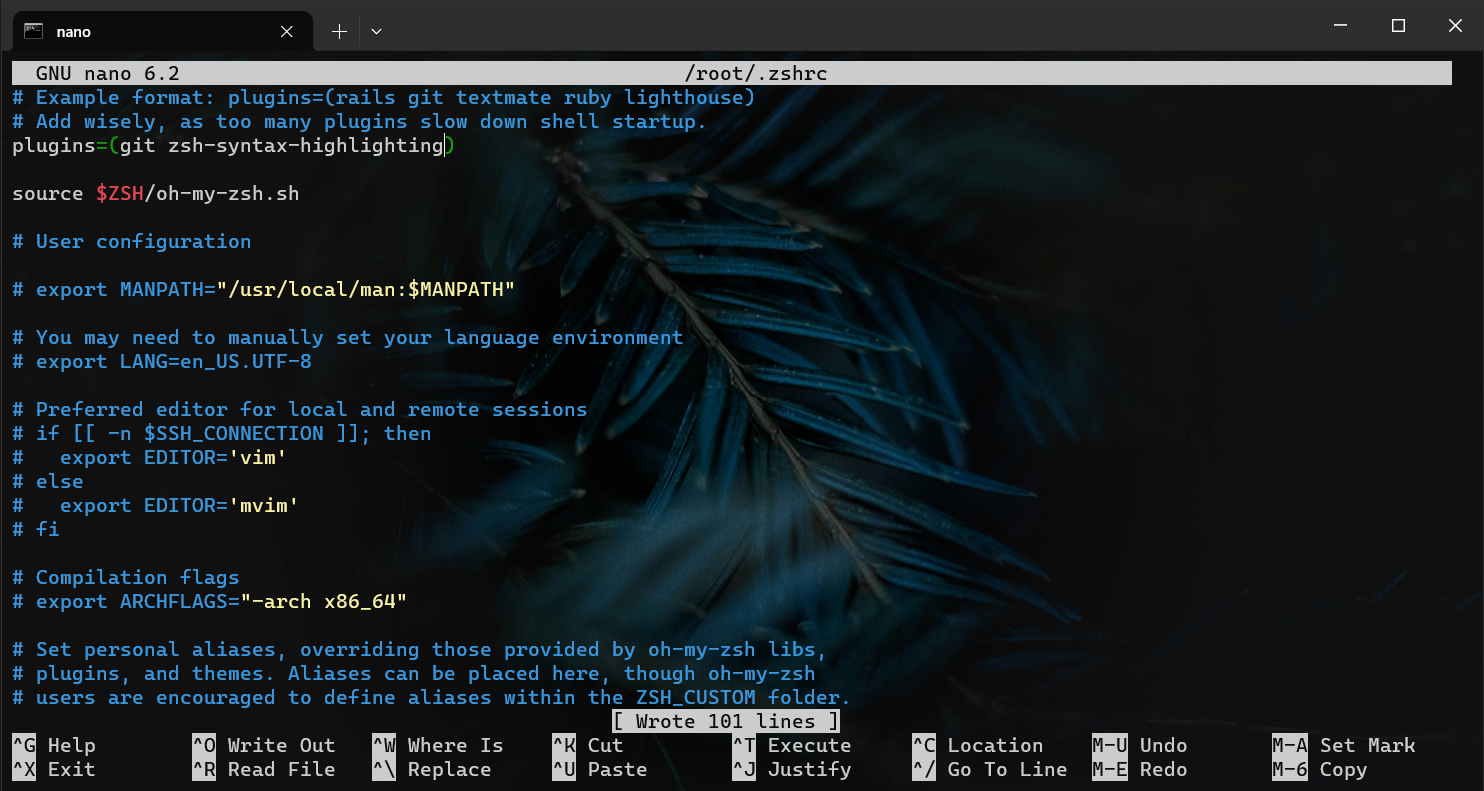 nano
GNU nano 6.2 /root/.zshrc
# Example format: plugins=(rails git textmate ruby lighthouse)
# Add wisely, as too many plugins slow down shell startup.
plugins=(git zsh-syntax-highlighting)
source $ZSH/oh-my-zsh.sh
# User configuration
# export MANPATH="/usr/local/man:$MANPATH"
# You may need to manually set your language environment
# export LANG=en_US.UTF-8
# Preferred editor for local and remote sessions
# if [[ -n $SSH_CONNECTION ]]; then
#   export EDITOR='vim'
# else
#   export EDITOR='mvim'
# fi
# Compilation flags
# export ARCHFLAGS="-arch x86_64"
# Set personal aliases, overriding those provided by oh-my-zsh libs,
# plugins, and themes. Aliases can be placed here, though oh-my-zsh
# users are encouraged to define aliases within the ZSH_CUSTOM folder.
[ Wrote 101 lines ]
^G Help ^O Write Out ^W Where Is ^K Cut ^T Execute ^C Location M-U Undo M-A Set Mark
^X Exit ^R Read File ^\ Replace ^U Paste ^J Justify ^/ Go To Line M-E Redo M-6 Copy